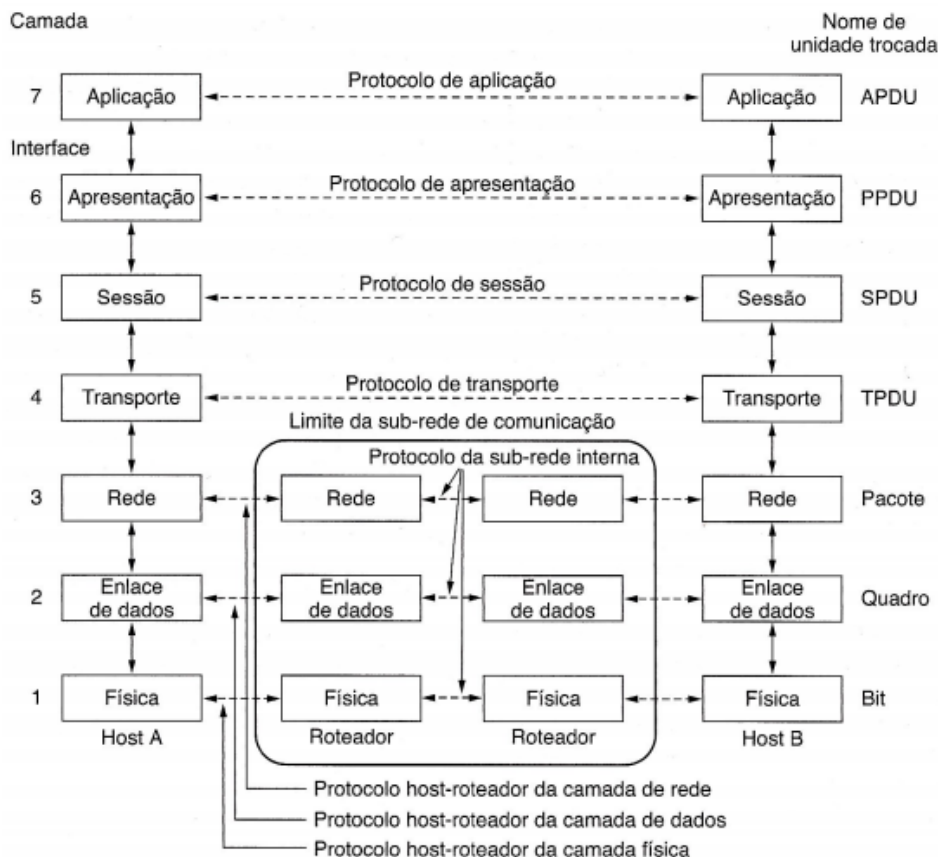 Camada
Nome de
unidade trocada
Protocolo de aplicação
7 Aplicação Aplicação APDU
Interface
Protocolo de apresentação
6 Apresentação Apresentação PPDU
Protocolo de sessão
5 Sessão Sessão SPDU
Protocolo de transporte
4 Transporte Transporte TPDU
Limite da sub-rede de comunicação
Protocolo da sub-rede interna
3 Rede Rede Rede Rede Pacote
Enlace Enlace Enlace Enlace
2 de dados de dados de dados de dados Quadro
1 Física Física Física Física Bit
Host A Roteador Roteador Host B
Protocolo host-roteador da camada de rede
Protocolo host-roteador da camada de dados
Protocolo host-roteador da camada física